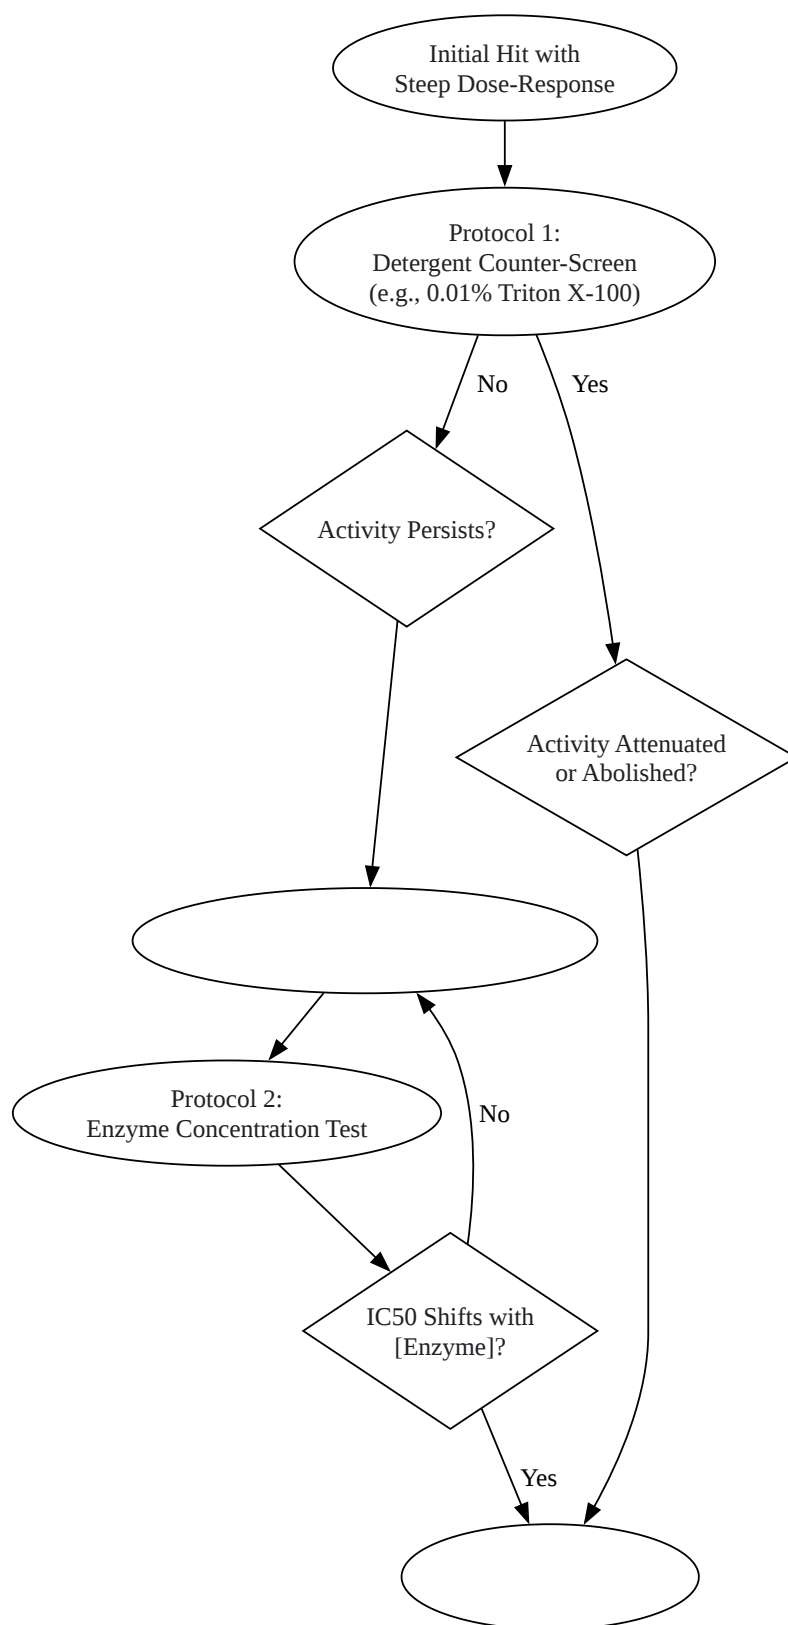 Initial Hit with
Steep Dose-Response
Protocol 1:
Detergent Counter-Screen
(e.g., 0.01% Triton X-100)
No
Yes
Activity Persists?
Activity Attenuated
or Abolished?
Protocol 2:
Enzyme Concentration Test
No
IC50 Shifts with
[Enzyme]?
Yes